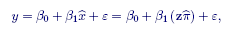 y = β₀ + β₁x̂ + ε = β₀ + β₁(𝐳π̂) + ε,